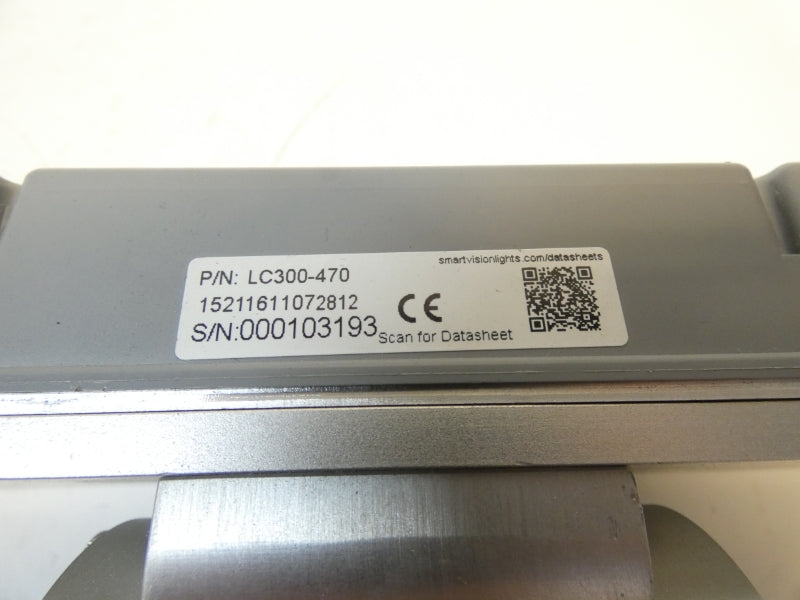 smartvisionlights.com/datasheets
P/N: LC300-470
15211611072812
CE
S/N:000103193
Scan for Datasheet